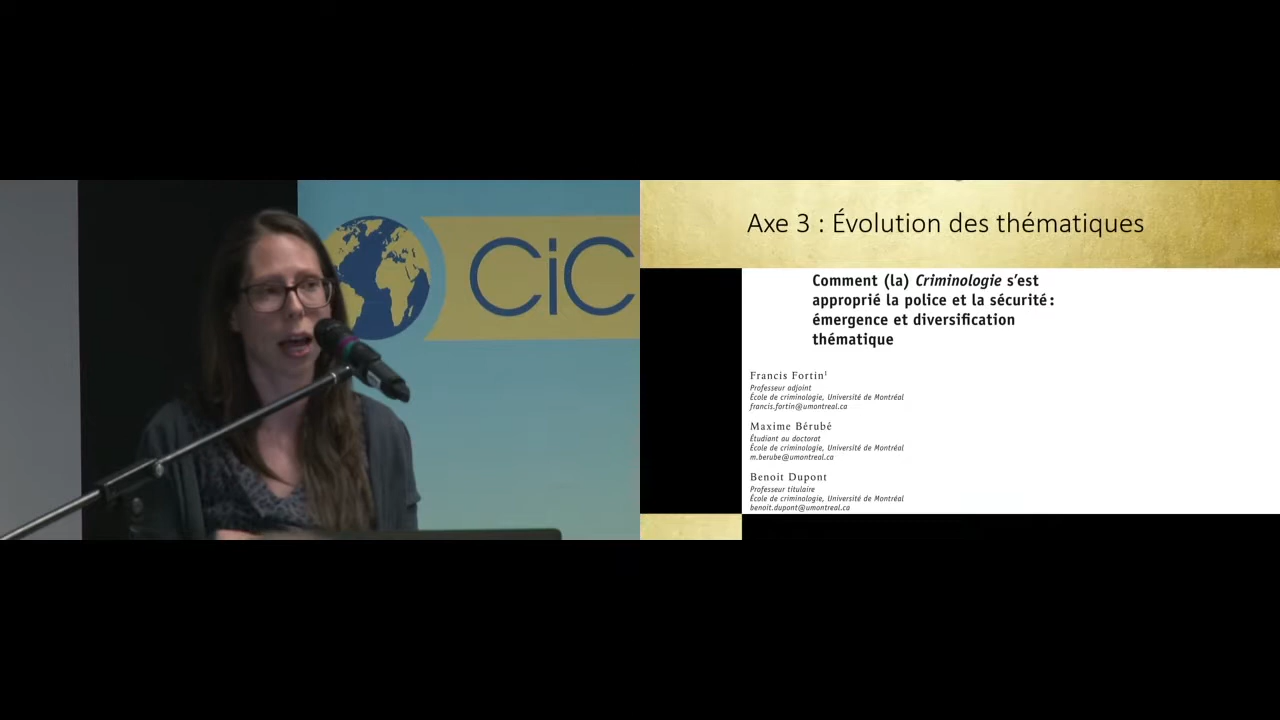 CiC
Axe 3 : Évolution des thématiques
Comment (la) Criminologie s'est
approprié la police et la sécurité :
émergence et diversification
thématique
Francis Fortin¹
Professeur adjoint
École de criminologie, Université de Montréal
francis.fortin@umontreal.ca
Maxime Bérubé
Étudiant au doctorat
École de criminologie, Université de Montréal
m.berube@umontreal.ca
Benoit Dupont
Professeur titulaire
École de criminologie, Université de Montréal
benoit.dupont@umontreal.ca